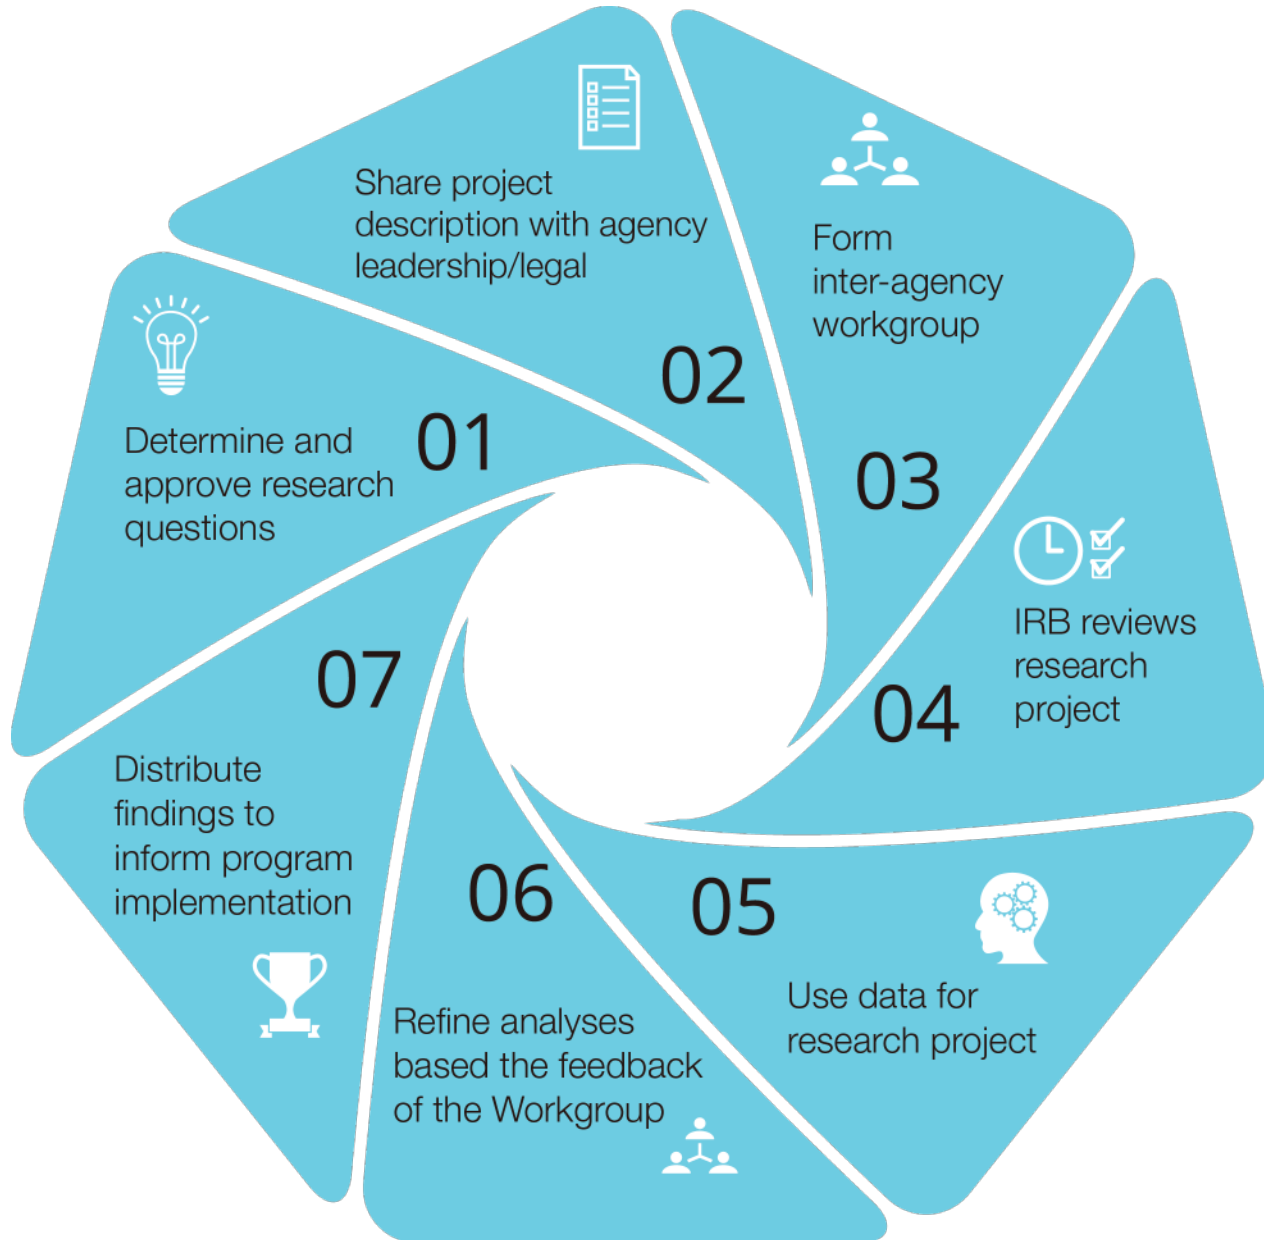 01
Determine and
approve research
questions
02
Share project
description with agency
leadership/legal
03
Form
inter-agency
workgroup
04
IRB reviews
research
project
05
Use data for
research project
06
Refine analyses
based the feedback
of the Workgroup
07
Distribute
findings to
inform program
implementation